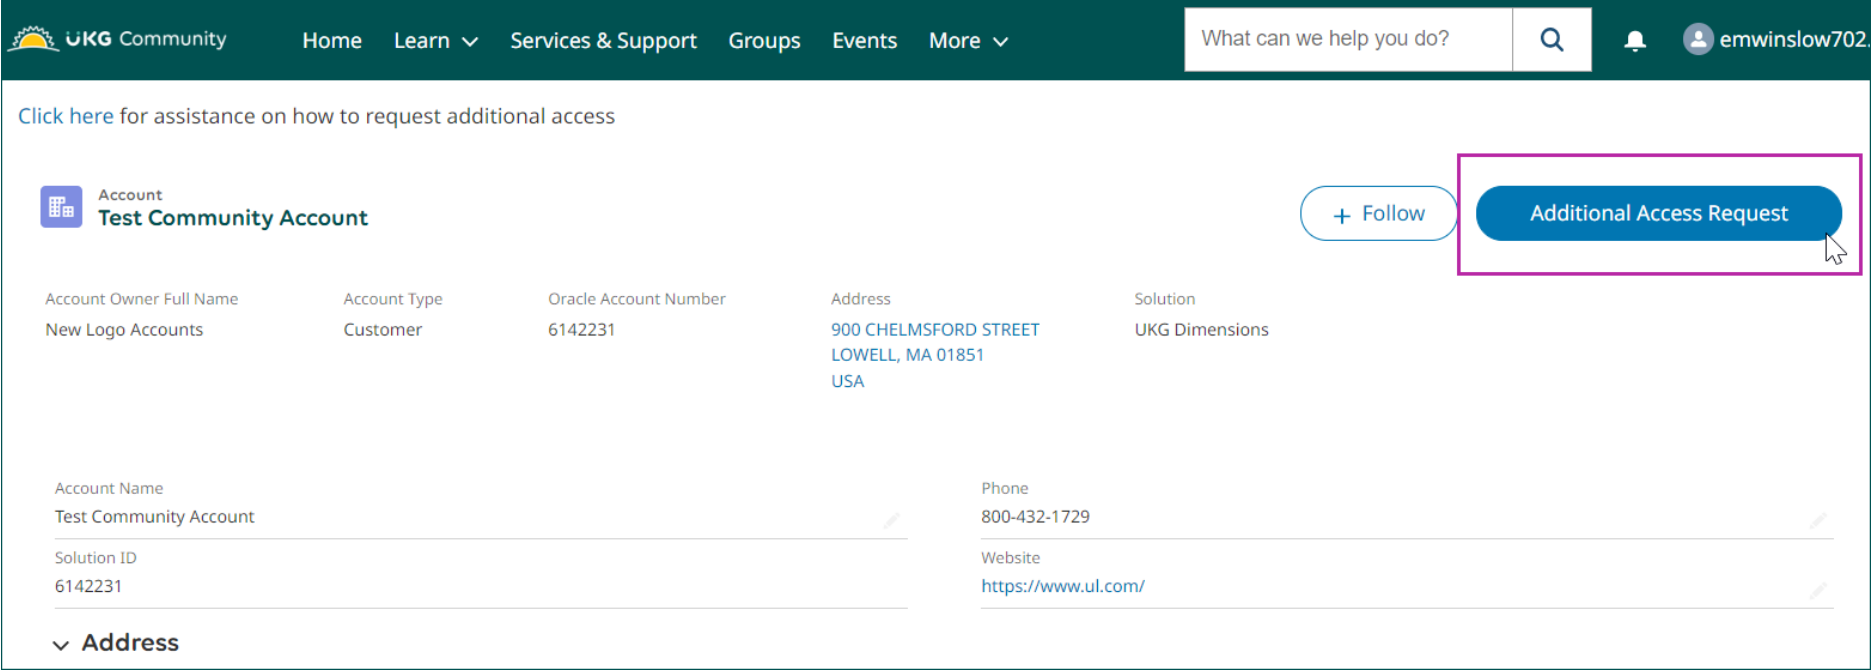 UKG Community
Home Learn Services & Support Groups Events More
What can we help you do?
emwinslow702.
Click here for assistance on how to request additional access
Account
Test Community Account
+ Follow
Additional Access Request
Account Owner Full Name
New Logo Accounts
Account Type
Customer
Oracle Account Number
6142231
Address
900 CHELMSFORD STREET
LOWELL, MA 01851
USA
Solution
UKG Dimensions
Account Name
Test Community Account
Phone
800-432-1729
Solution ID
6142231
Website
https://www.ul.com/
Address